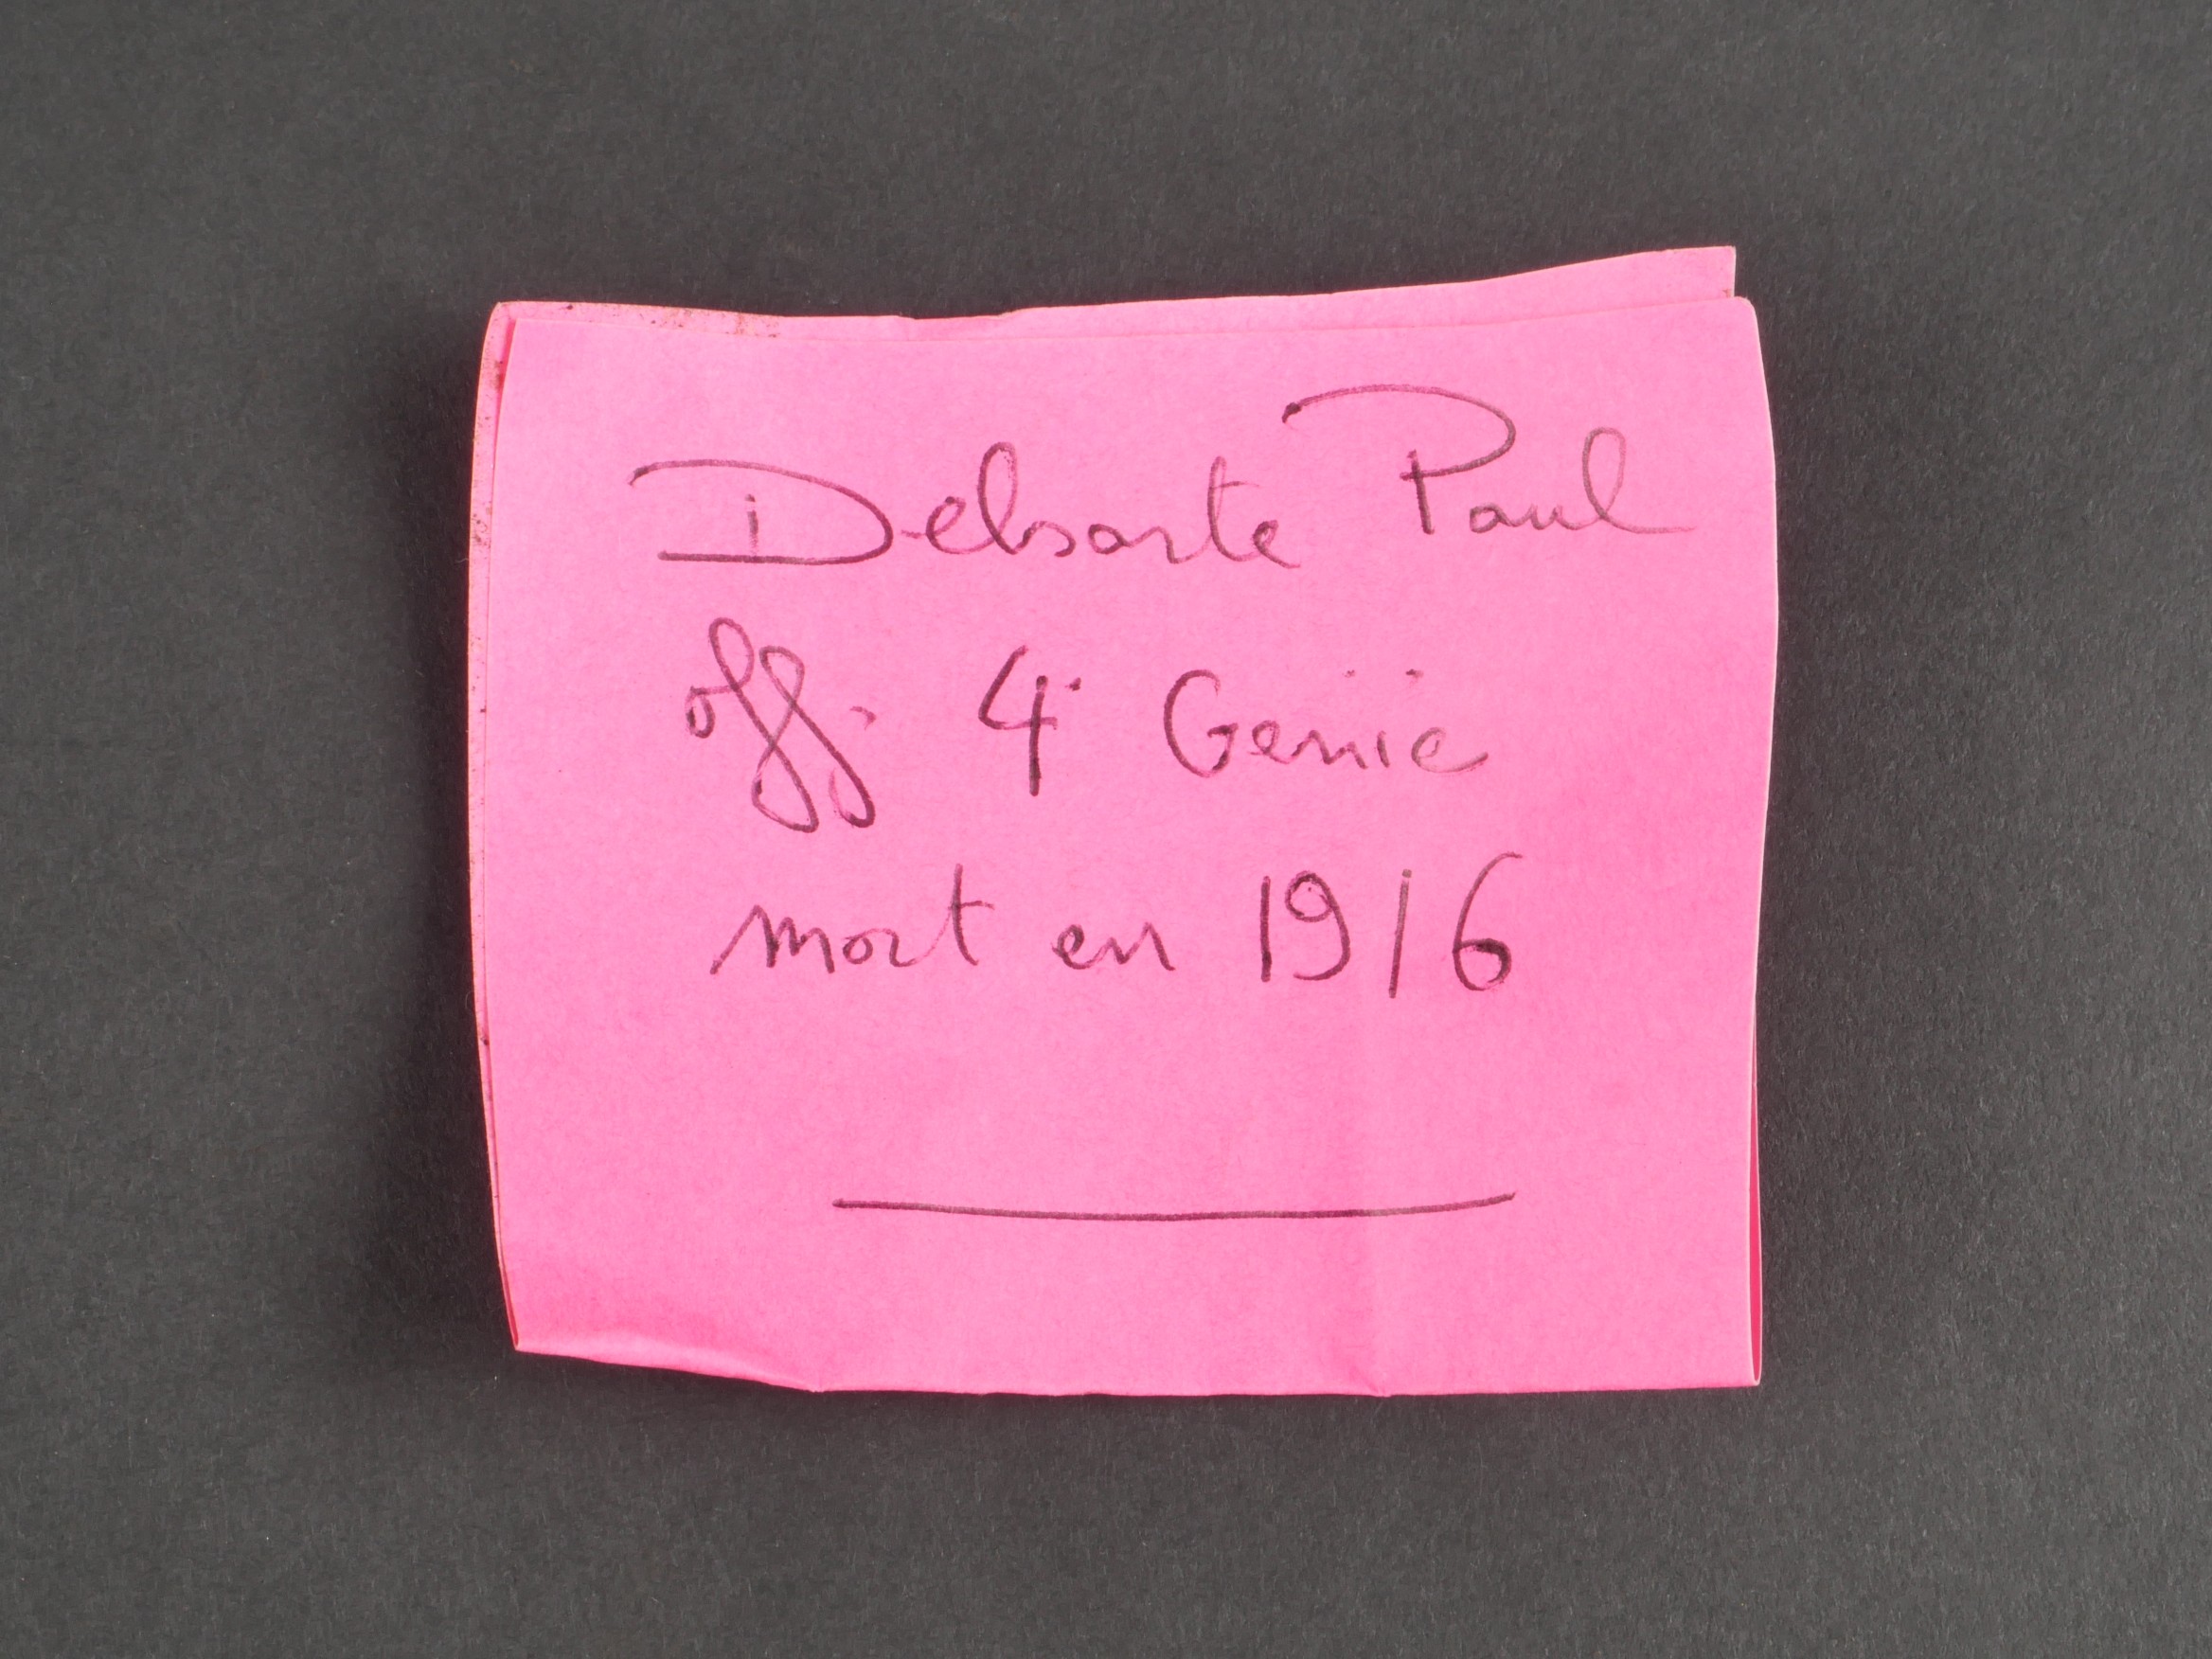 Delsarte Paul
off. 4e Genie
mort en 1916